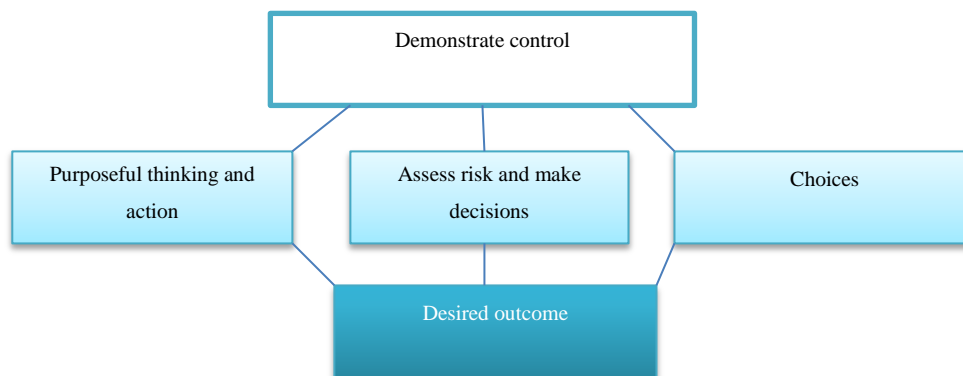 Demonstrate control
Purposeful thinking and
action
Assess risk and make
decisions
Choices
Desired outcome